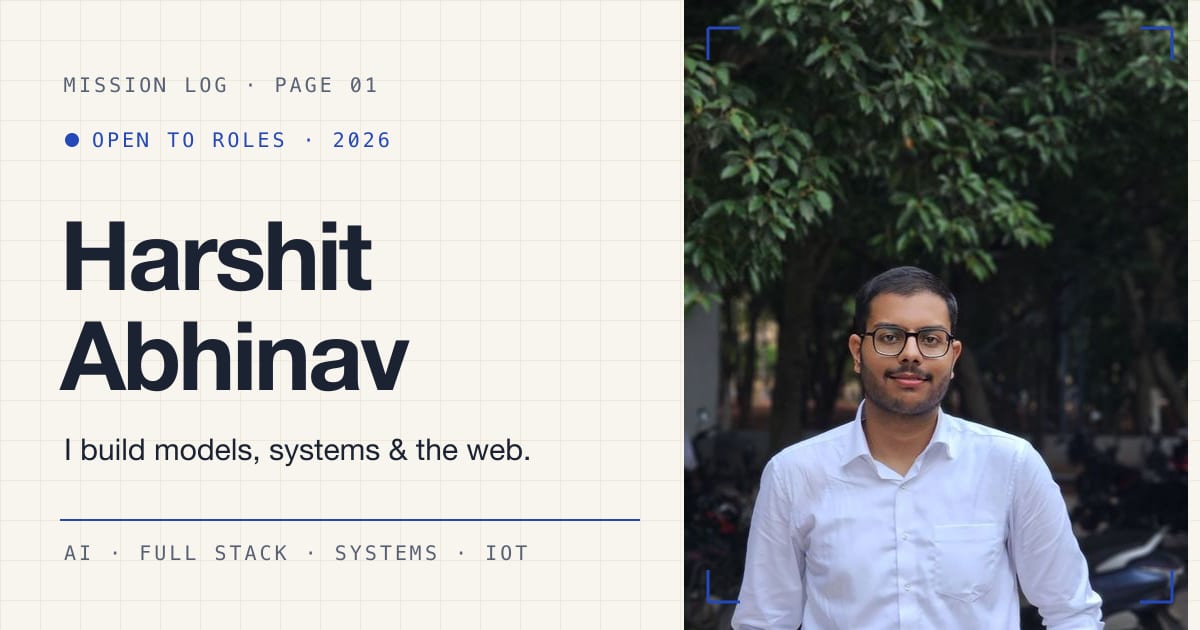 MISSION LOG · PAGE 01
OPEN TO ROLES · 2026
Harshit
Abhinav
I build models, systems & the web.
AI · FULL STACK · SYSTEMS · IOT